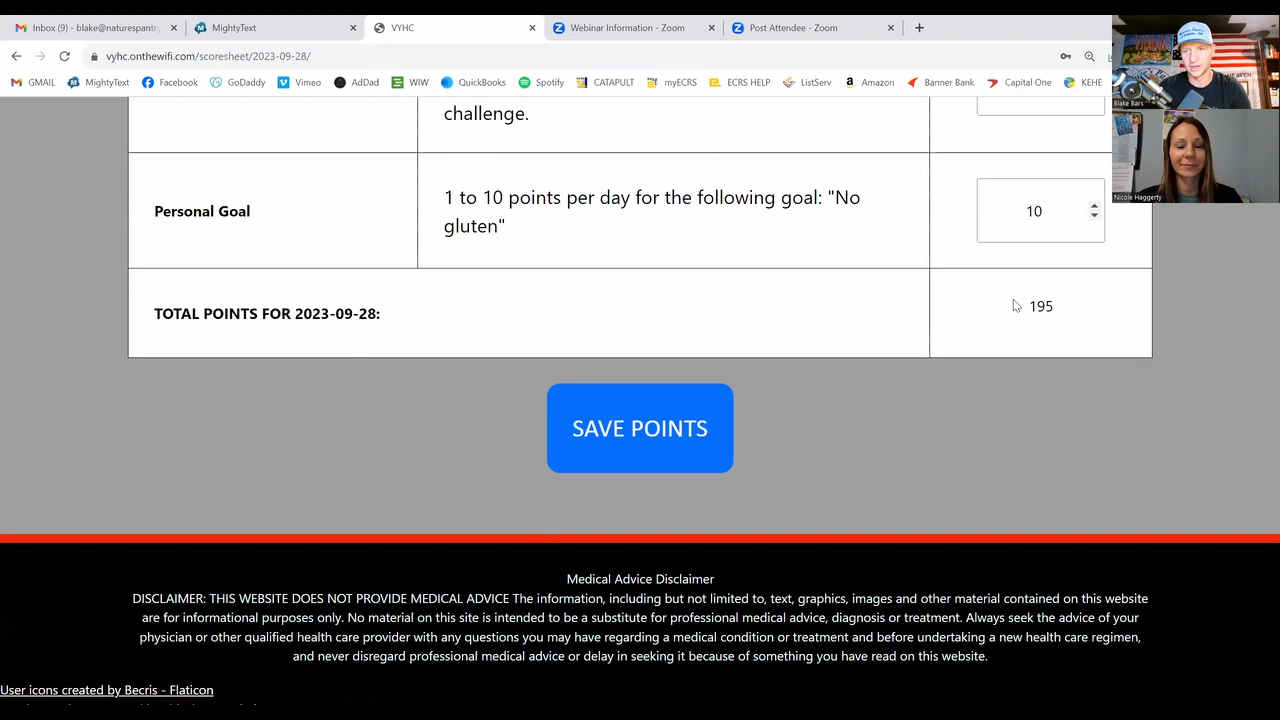 Inbox (9) - blake@naturespantr
MightyText
VYHC
Webinar Information - Zoom
Post Attendee - Zoom
vyhc.onthewifi.com/scoresheet/2023-09-28/
GMAIL
MightyText
Facebook
GoDaddy
Vimeo
AdDad
WIW
QuickBooks
Spotify
CATAPULT
myECRS
ECRS HELP
ListServ
Amazon
Banner Bank
Capital One
KEHE
Blake Bars
Nicole Haggerty
challenge.
Personal Goal
1 to 10 points per day for the following goal: "No
gluten"
10
TOTAL POINTS FOR 2023-09-28:
195
SAVE POINTS
Medical Advice Disclaimer
DISCLAIMER: THIS WEBSITE DOES NOT PROVIDE MEDICAL ADVICE The information, including but not limited to, text, graphics, images and other material contained on this website
are for informational purposes only. No material on this site is intended to be a substitute for professional medical advice, diagnosis or treatment. Always seek the advice of your
physician or other qualified health care provider with any questions you may have regarding a medical condition or treatment and before undertaking a new health care regimen,
and never disregard professional medical advice or delay in seeking it because of something you have read on this website.
User icons created by Becris - Flaticon